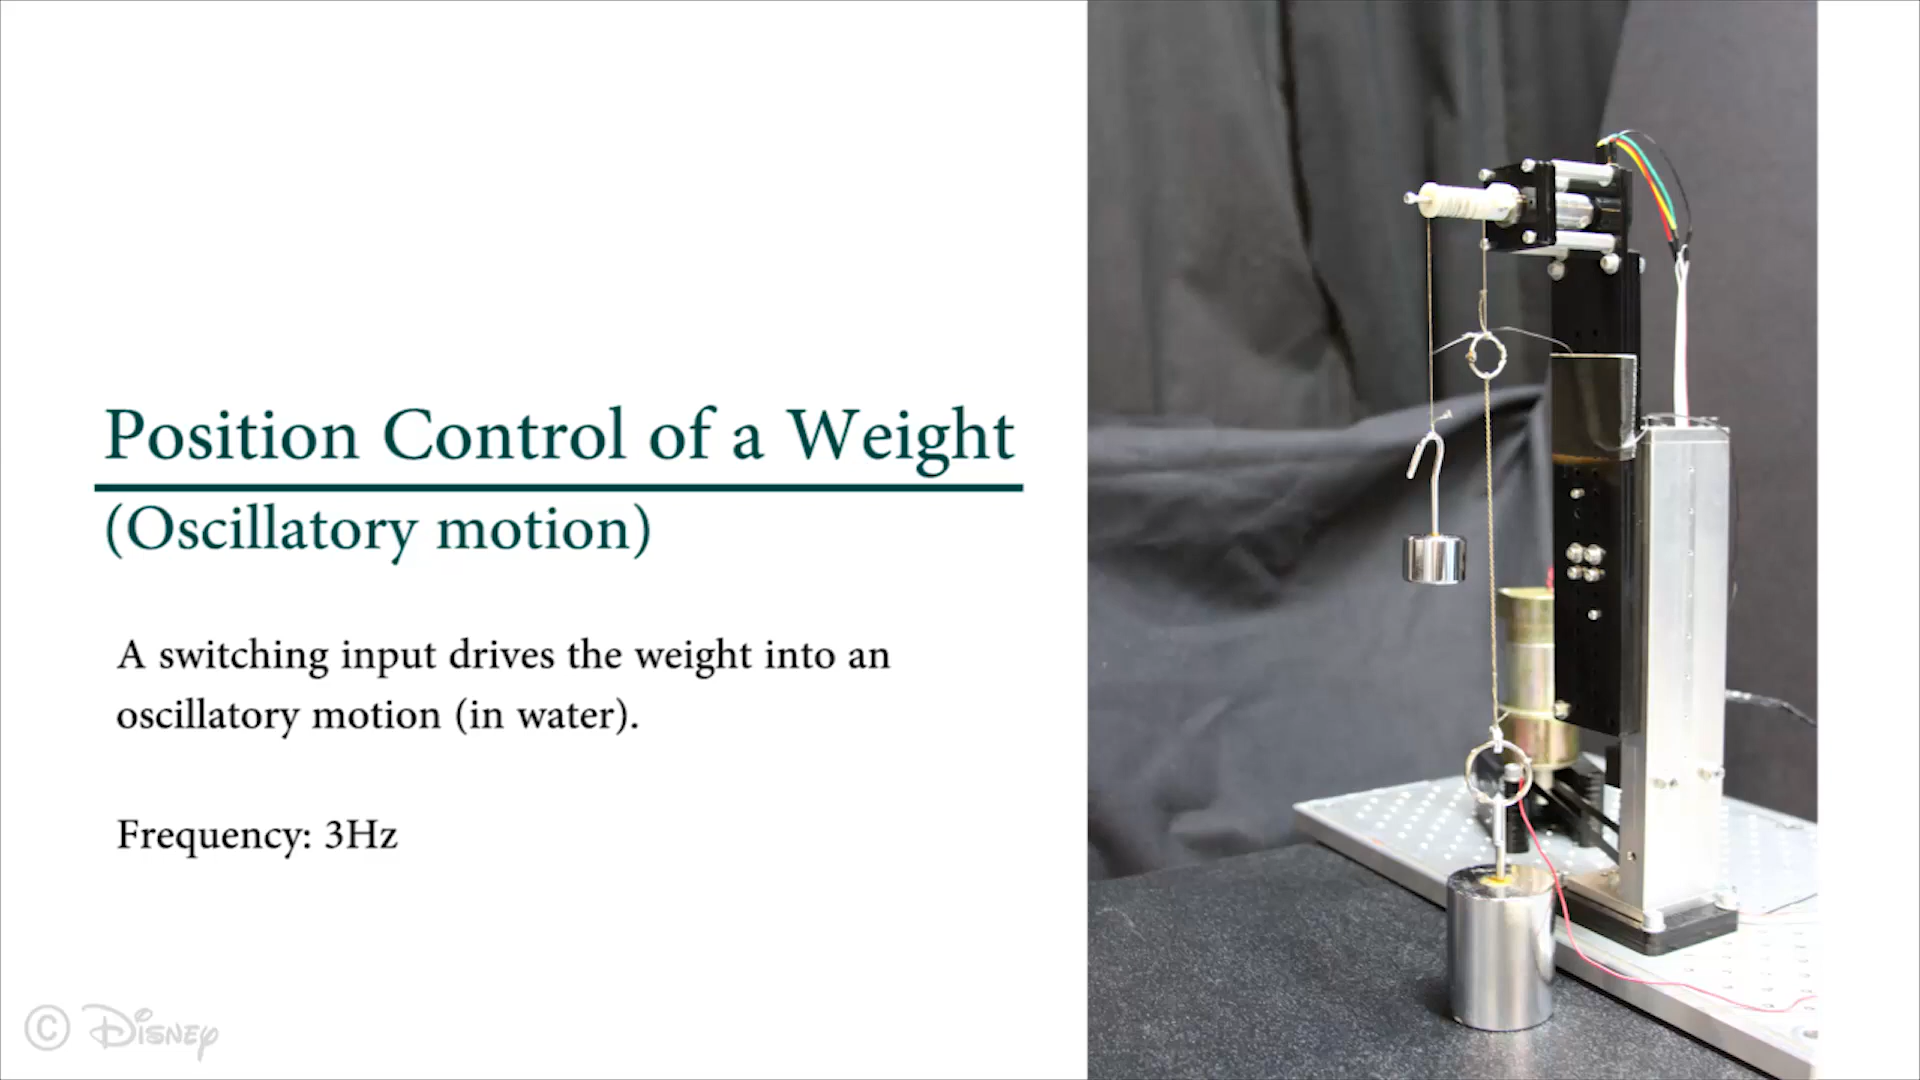 Position Control of a Weight
(Oscillatory motion)
A switching input drives the weight into an
oscillatory motion (in water).
Frequency: 3Hz
© Disney